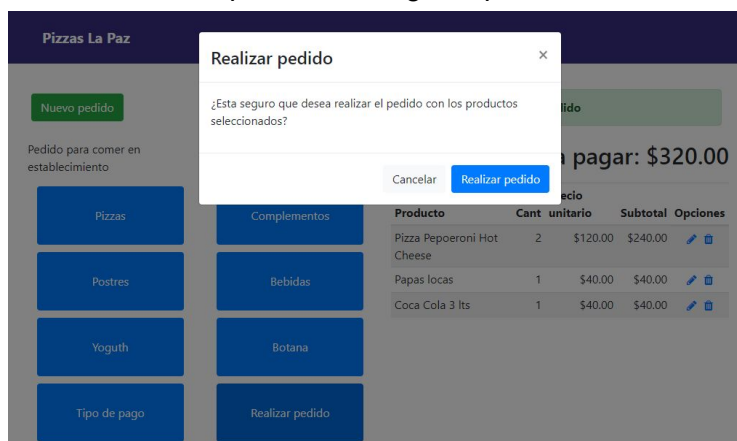 Pizzas La Paz
Realizar pedido
×
¿Esta seguro que desea realizar el pedido con los productos
seleccionados?
Cancelar
Realizar pedido
Nuevo pedido
Pedido para comer en
establecimiento
Pizzas
Complementos
Postres
Bebidas
Yoguth
Botana
Tipo de pago
Realizar pedido
pagar: $320.00
Producto Cant unitario Subtotal Opciones
Pizza Pepoeroni Hot 2 $120.00 $240.00
Cheese
Papas locas 1 $40.00 $40.00
Coca Cola 3 lts 1 $40.00 $40.00